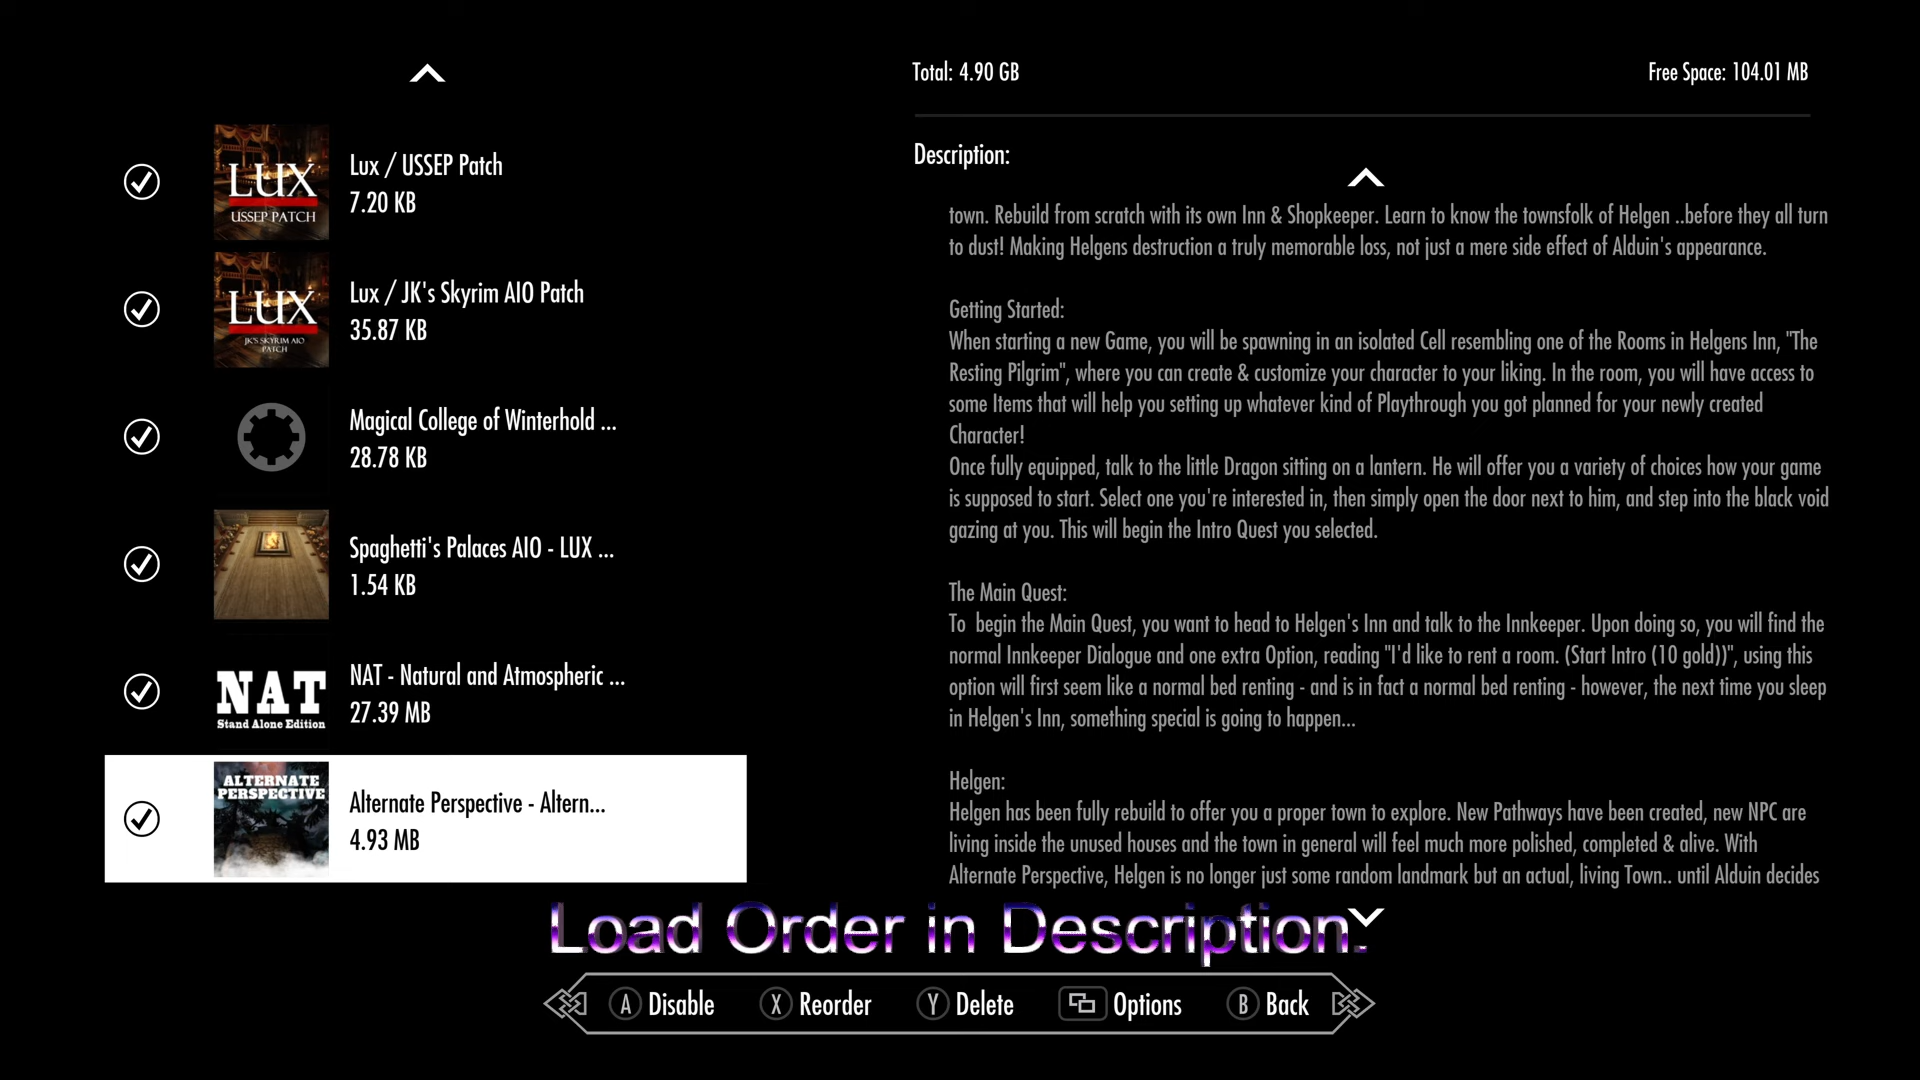 Total: 4.90 GB
Free Space: 104.01 MB
LUX
USSEP PATCH
Lux / USSEP Patch
7.20 KB
LUX
JK'S SKYRIM AIO
PATCH
Lux / JK's Skyrim AIO Patch
35.87 KB
Magical College of Winterhold ...
28.78 KB
Spaghetti's Palaces AIO - LUX ...
1.54 KB
NAT
Stand Alone Edition
NAT - Natural and Atmospheric ...
27.39 MB
ALTERNATE
PERSPECTIVE
Alternate Perspective - Altern...
4.93 MB
Description:
town. Rebuild from scratch with its own Inn & Shopkeeper. Learn to know the townsfolk of Helgen ..before they all turn
to dust! Making Helgens destruction a truly memorable loss, not just a mere side effect of Alduin's appearance.
Getting Started:
When starting a new Game, you will be spawning in an isolated Cell resembling one of the Rooms in Helgens Inn, "The
Resting Pilgrim", where you can create & customize your character to your liking. In the room, you will have access to
some Items that will help you setting up whatever kind of Playthrough you got planned for your newly created
Character!
Once fully equipped, talk to the little Dragon sitting on a lantern. He will offer you a variety of choices how your game
is supposed to start. Select one you're interested in, then simply open the door next to him, and step into the black void
gazing at you. This will begin the Intro Quest you selected.
The Main Quest:
To  begin the Main Quest, you want to head to Helgen's Inn and talk to the Innkeeper. Upon doing so, you will find the
normal Innkeeper Dialogue and one extra Option, reading "I'd like to rent a room. (Start Intro (10 gold))", using this
option will first seem like a normal bed renting - and is in fact a normal bed renting - however, the next time you sleep
in Helgen's Inn, something special is going to happen...
Helgen:
Helgen has been fully rebuild to offer you a proper town to explore. New Pathways have been created, new NPC are
living inside the unused houses and the town in general will feel much more polished, completed & alive. With
Alternate Perspective, Helgen is no longer just some random landmark but an actual, living Town.. until Alduin decides
Load Order in Description.
A Disable
X Reorder
Y Delete
Options
B Back